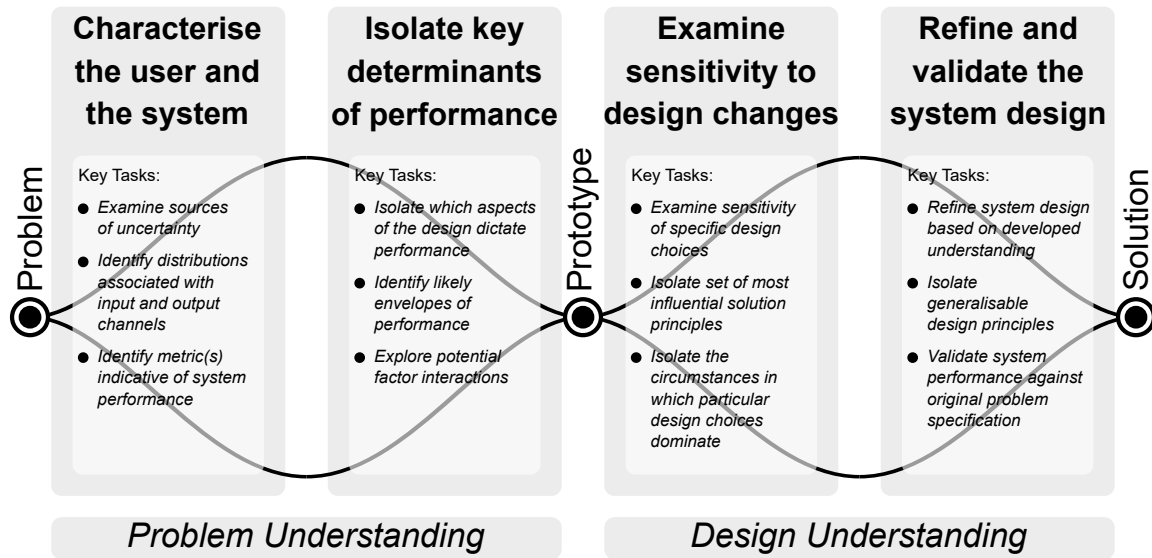 Characterise
the user and
the system
Isolate key
determinants
of performance
Examine
sensitivity to
design changes
Refine and
validate the
system design
Problem
Key Tasks:
Examine sources
of uncertainty
Identify distributions
associated with
input and output
channels
Identify metric(s)
indicative of system
performance
Key Tasks:
Isolate which aspects
of the design dictate
performance
Identify likely
envelopes of
performance
Explore potential
factor interactions
Prototype
Key Tasks:
Examine sensitivity
of specific design
choices
Isolate set of most
influential solution
principles
Isolate the
circumstances in
which particular
design choices
dominate
Key Tasks:
Refine system design
based on developed
understanding
Isolate
generalisable
design principles
Validate system
performance against
original problem
specification
Solution
Problem Understanding
Design Understanding